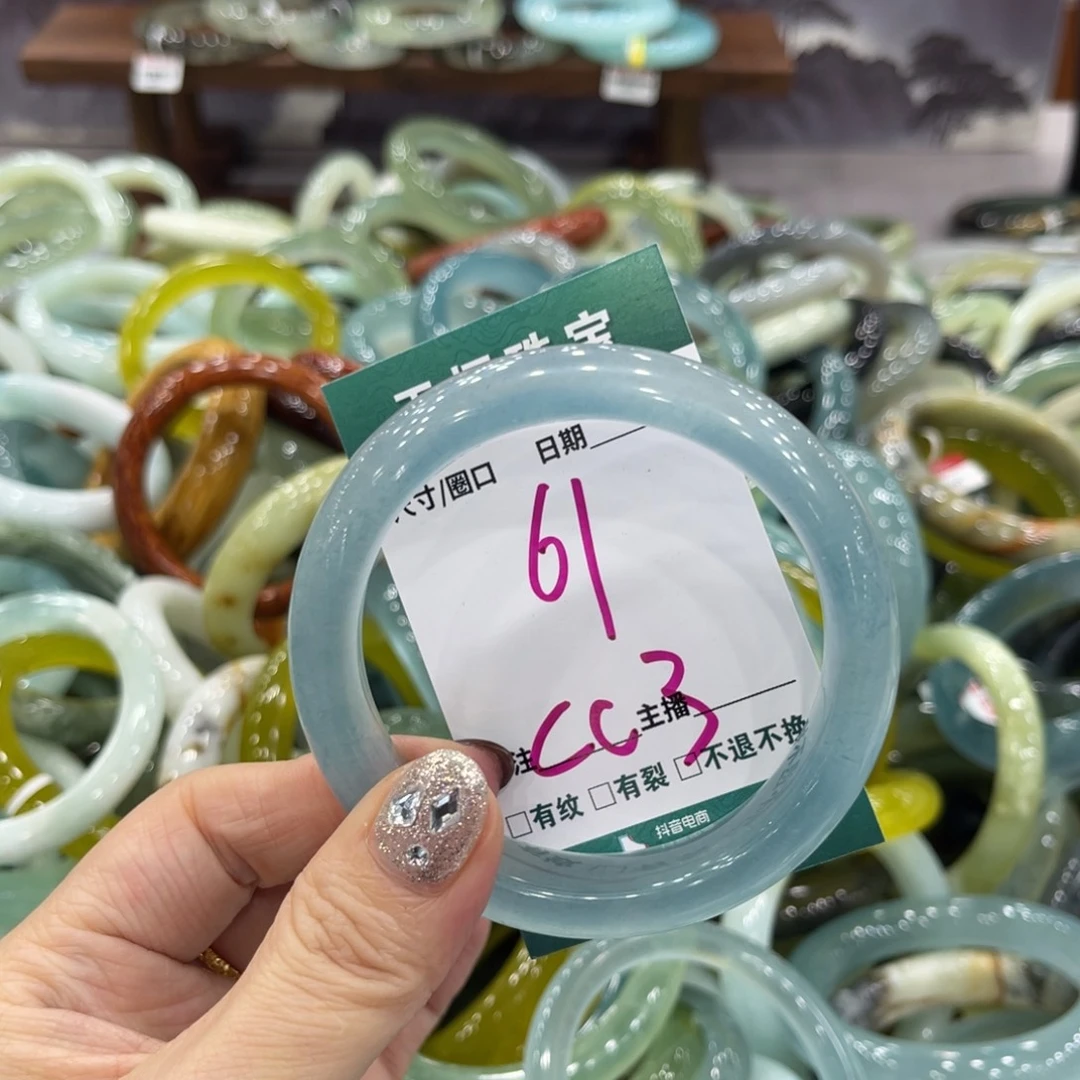 珠宝
寸/圈口 日期
61
CC3
注 主播
□有纹 □有裂 □不退不换
抖音电商